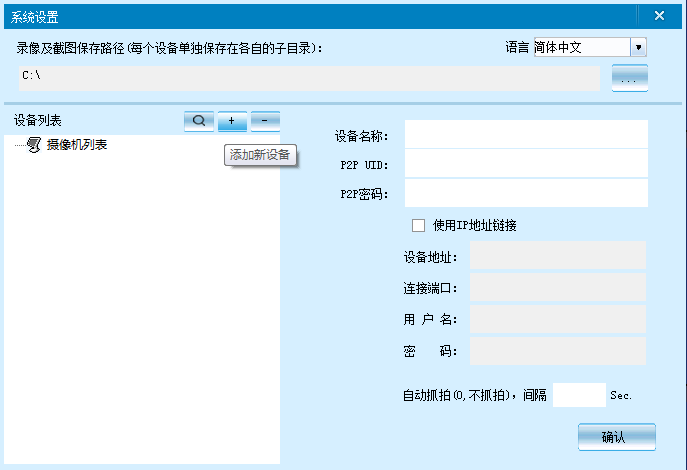 系统设置
录像及截图保存路径(每个设备单独保存在各自的子目录):
语言 简体中文
C:\
...
设备列表
+ -
摄像机列表
添加新设备
设备名称:
P2P UID:
P2P密码:
使用IP地址链接
设备地址:
连接端口:
用 户 名:
密 码:
自动抓拍(0,不抓拍), 间隔 Sec.
确认